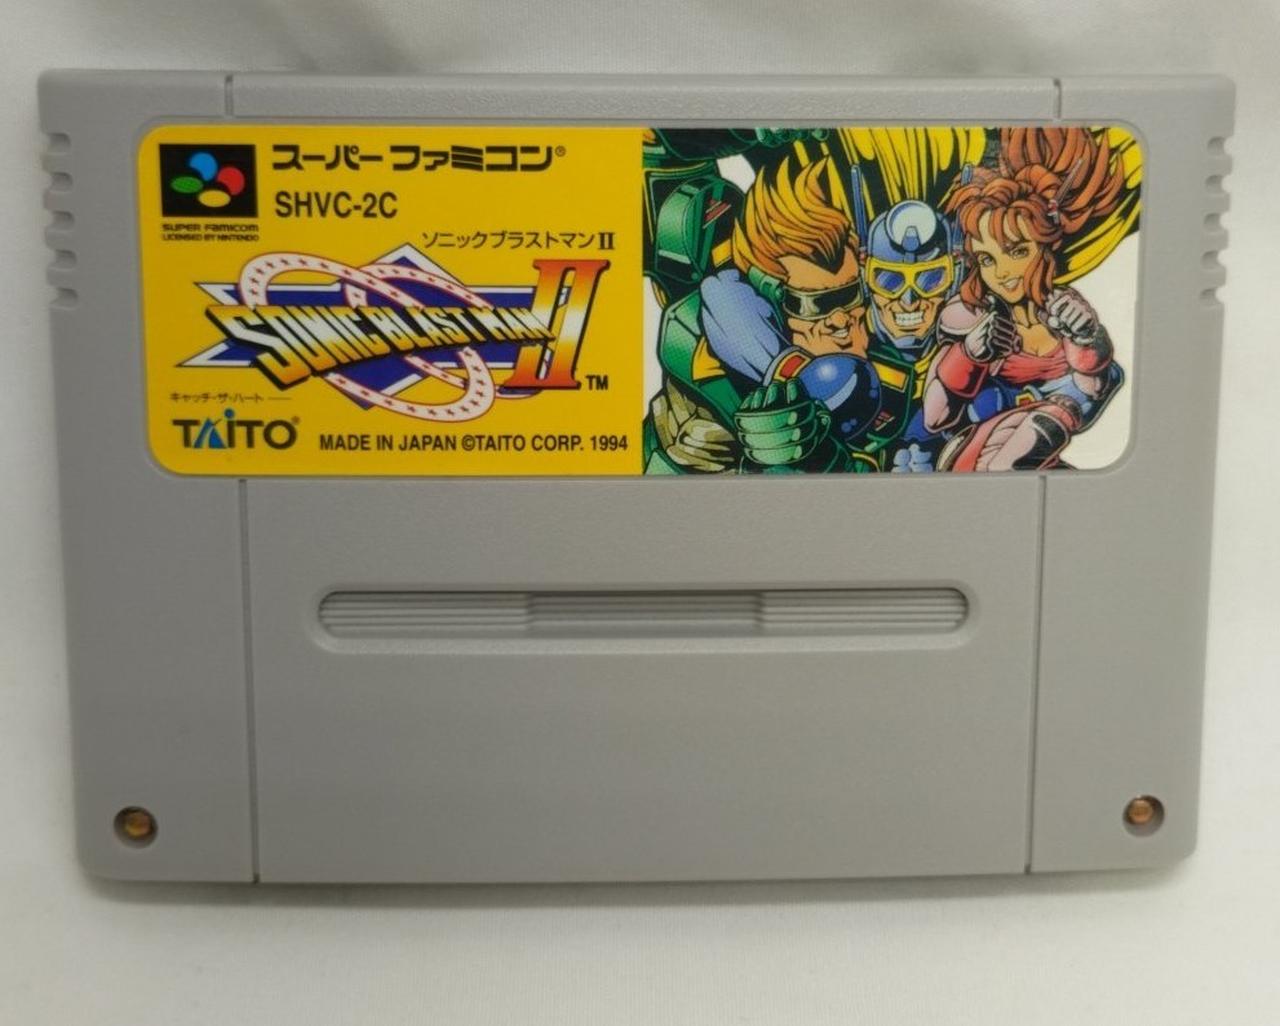 スーパーファミコン®
SHVC-2C
SUPER FAMICOM
LICENSED BY NINTENDO
ソニックブラストマンII
SONIC BLAST MAN II™
キャッチ・ザ・ハート
TAITO®
MADE IN JAPAN ©TAITO CORP. 1994